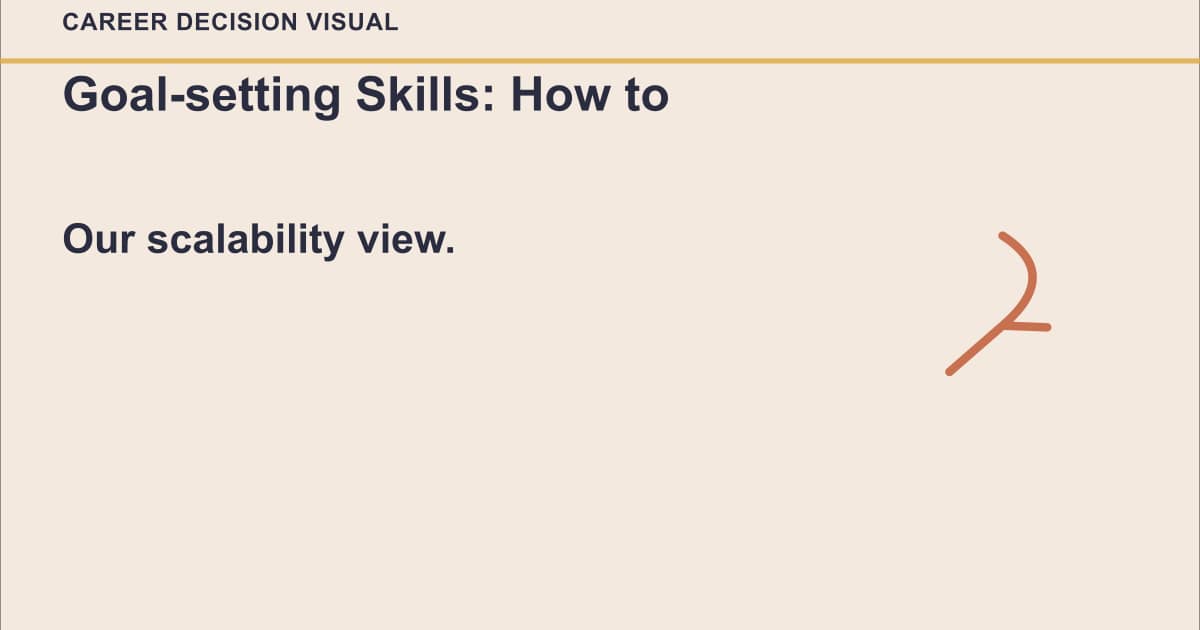 CAREER DECISION VISUAL
Goal-setting Skills: How to
Our scalability view.